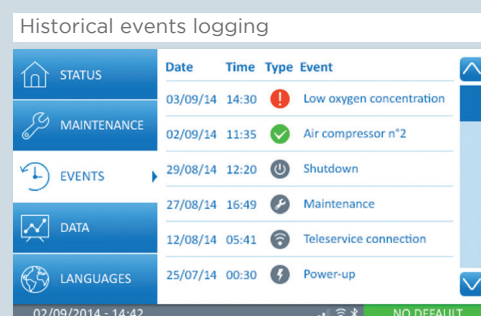 Historical events logging
STATUS
MAINTENANCE
EVENTS
DATA
LANGUAGES
Date Time Type Event
03/09/14 14:30 Low oxygen concentration
02/09/14 11:35 Air compressor n°2
29/08/14 12:20 Shutdown
27/08/14 16:49 Maintenance
12/08/14 05:41 Teleservice connection
25/07/14 00:30 Power-up
02/09/2014 - 14:42 NO DEFAULT